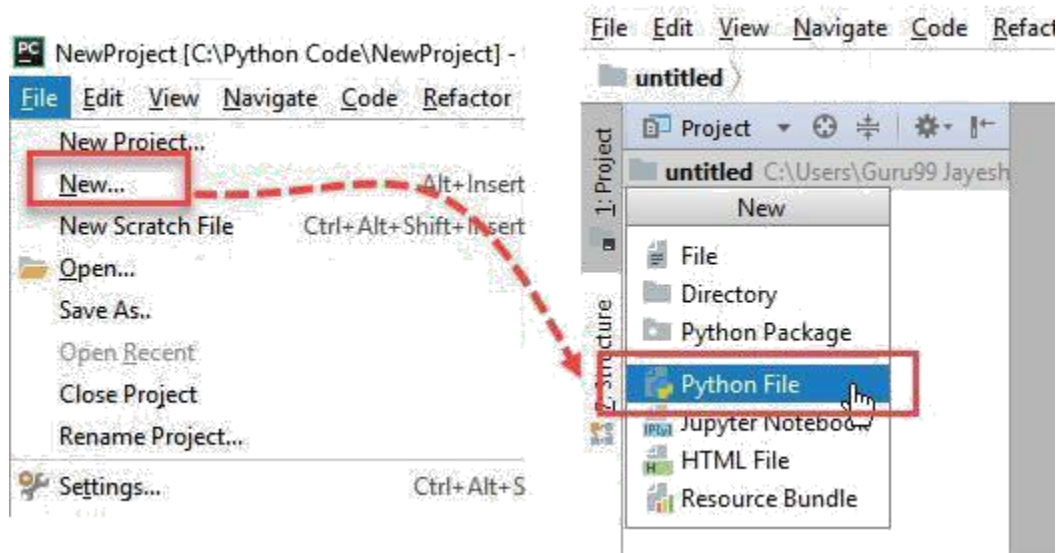 NewProject [C:\Python Code\NewProject] -
File Edit View Navigate Code Refactor
New Project...
New... Alt+Insert
New Scratch File Ctrl+Alt+Shift+Insert
Open...
Save As..
Open Recent
Close Project
Rename Project...
Settings... Ctrl+Alt+S
File Edit View Navigate Code Refact
untitled
Project
untitled C:\Users\Guru99 Jayesh
1: Project
New
File
Directory
Python Package
Python File
Jupyter Notebook
HTML File
Resource Bundle
Structure